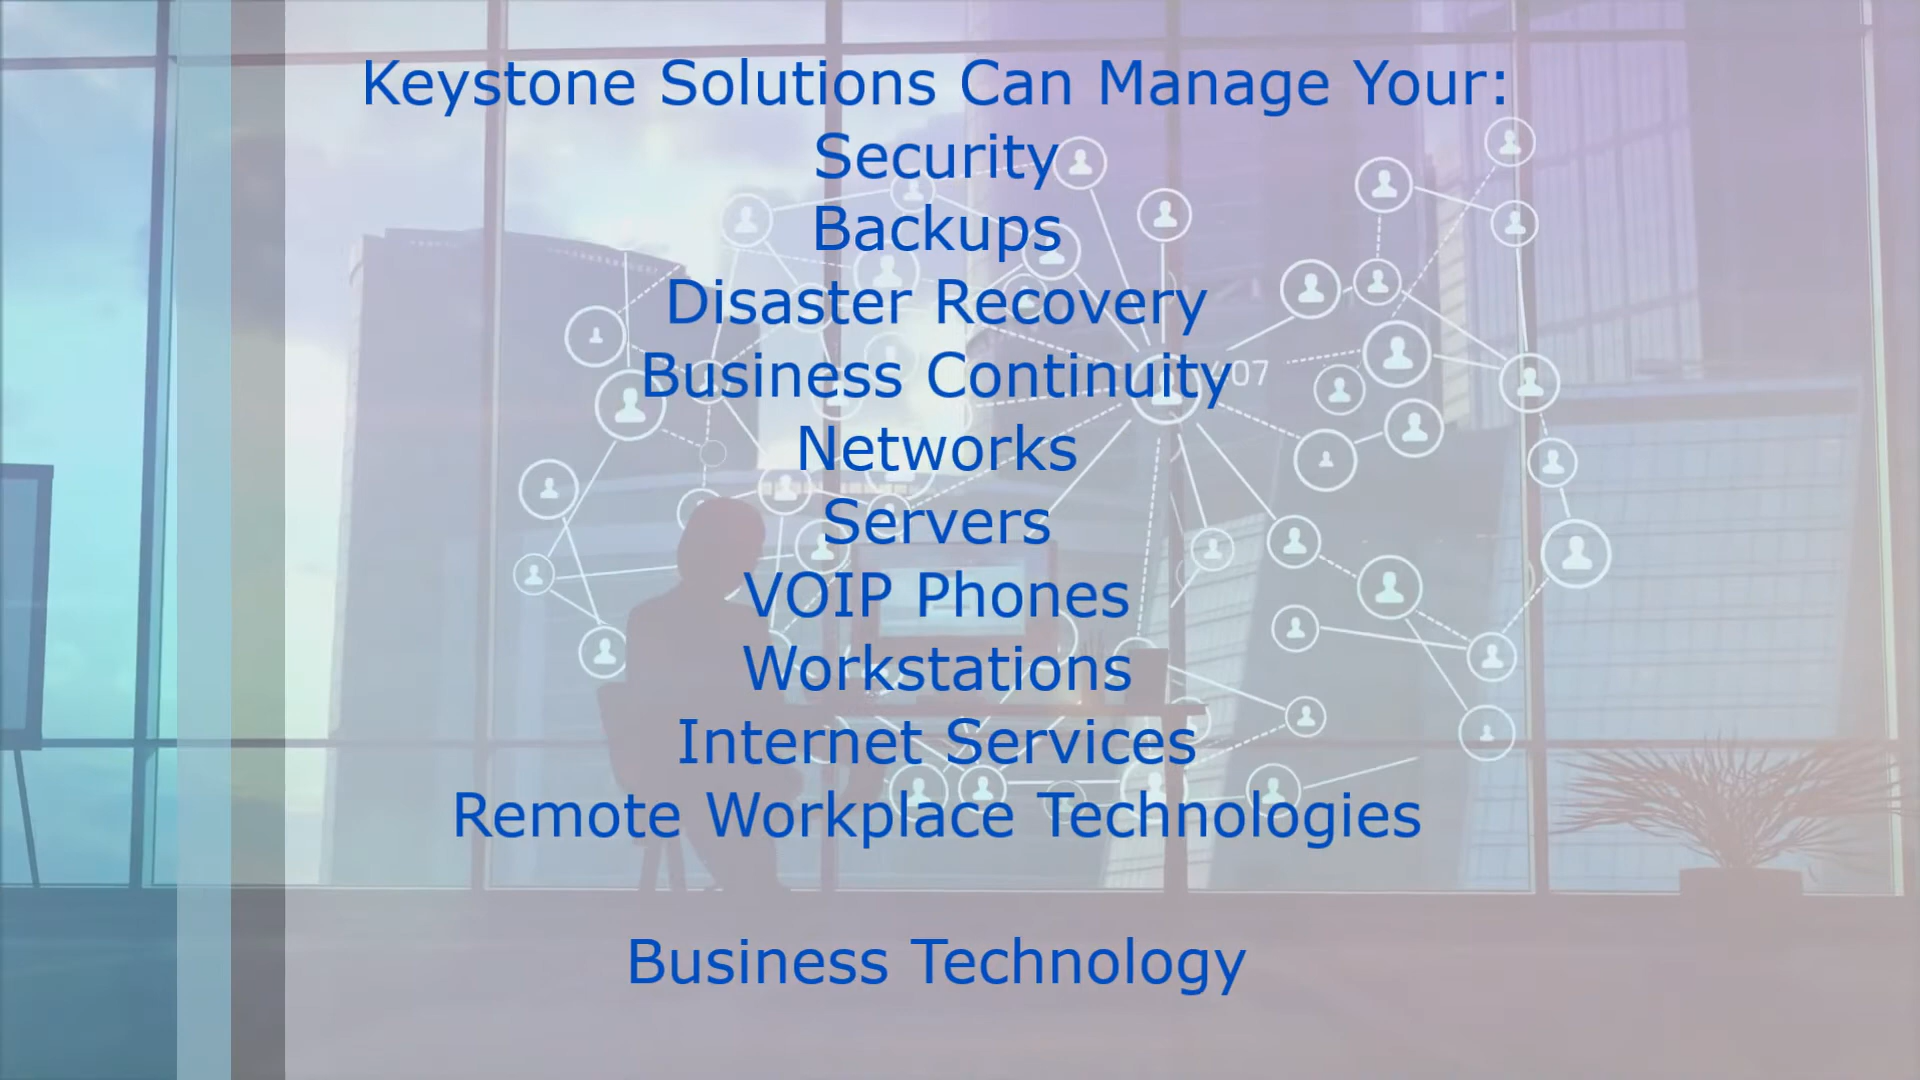 Keystone Solutions Can Manage Your:
Security
Backups
Disaster Recovery
Business Continuity
Networks
Servers
VOIP Phones
Workstations
Internet Services
Remote Workplace Technologies
Business Technology